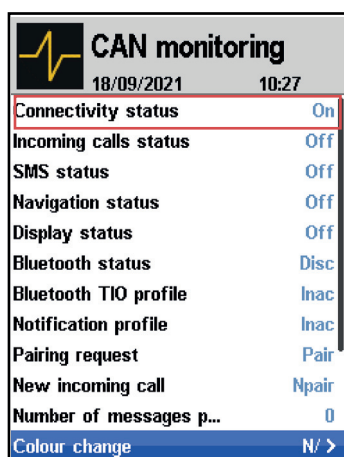 CAN monitoring
18/09/2021 10:27
Connectivity status On
Incoming calls status Off
SMS status Off
Navigation status Off
Display status Off
Bluetooth status Disc
Bluetooth TIO profile Inac
Notification profile Inac
Pairing request Pair
New incoming call Npair
Number of messages p... 0
Colour change N/ >